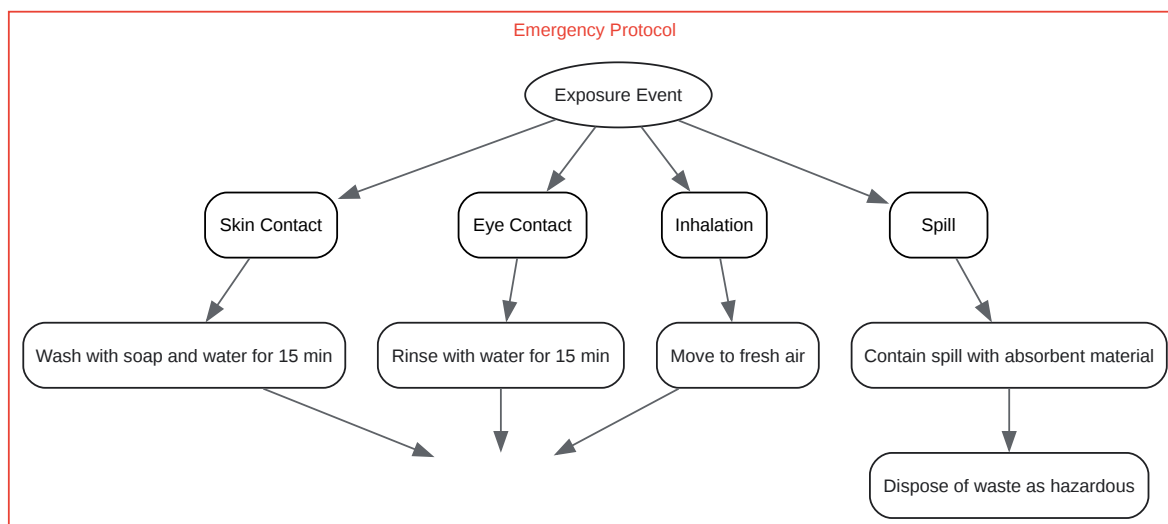 Emergency Protocol
Exposure Event
Skin Contact
Eye Contact
Inhalation
Spill
Wash with soap and water for 15 min
Rinse with water for 15 min
Move to fresh air
Contain spill with absorbent material
Dispose of waste as hazardous